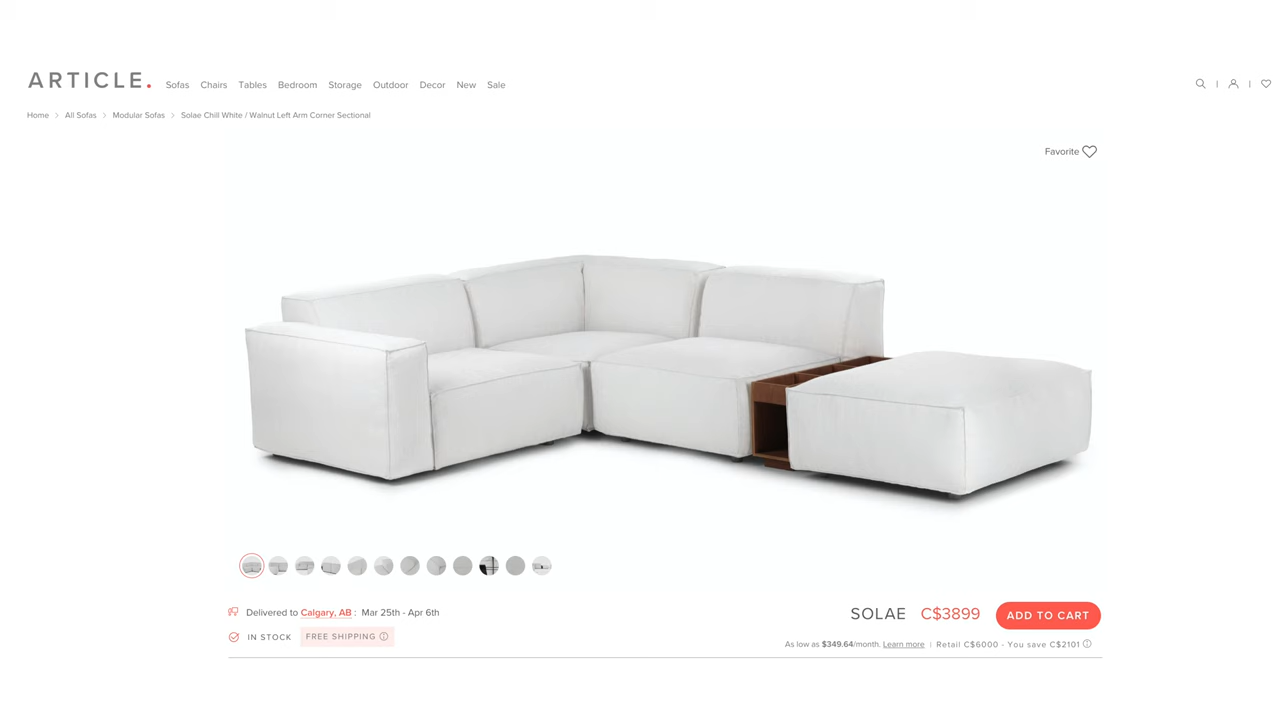 ARTICLE.
Sofas Chairs Tables Bedroom Storage Outdoor Decor New Sale
Home > All Sofas > Modular Sofas > Solae Chill White / Walnut Left Arm Corner Sectional
Favorite
Delivered to Calgary, AB : Mar 25th - Apr 6th
IN STOCK FREE SHIPPING
SOLAE C$3899 ADD TO CART
As low as $349.64/month. Learn more | Retail C$6000 - You save C$2101